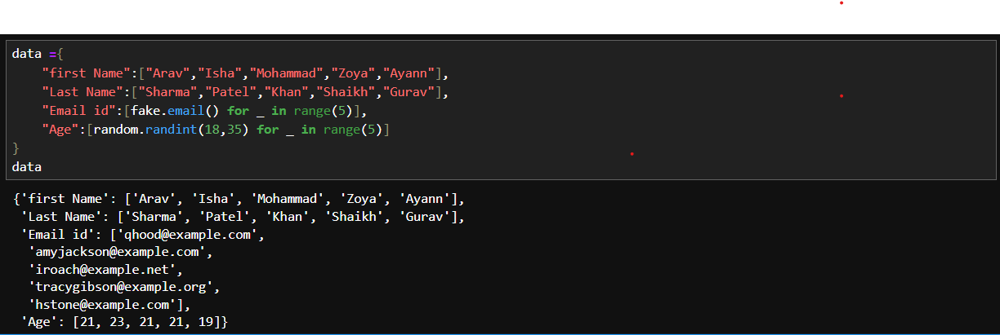 data ={
    "first Name":["Arav","Isha","Mohammad","Zoya","Ayann"],
    "Last Name":["Sharma","Patel","Khan","Shaikh","Gurav"],
    "Email id":[fake.email() for _ in range(5)],
    "Age":[random.randint(18,35) for _ in range(5)]
}
data
{'first Name': ['Arav', 'Isha', 'Mohammad', 'Zoya', 'Ayann'],
 'Last Name': ['Sharma', 'Patel', 'Khan', 'Shaikh', 'Gurav'],
 'Email id': ['qhood@example.com',
  'amyjackson@example.com',
  'iroach@example.net',
  'tracygibson@example.org',
  'hstone@example.com'],
 'Age': [21, 23, 21, 21, 19]}